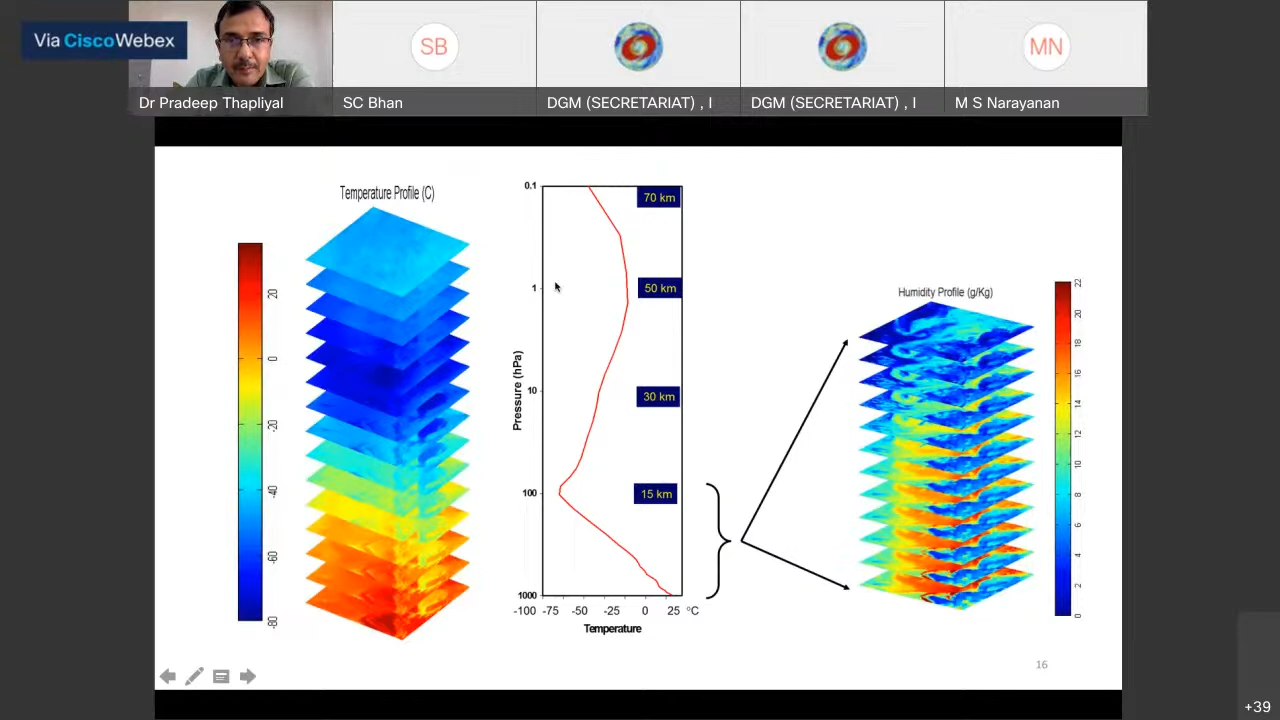 Via CiscoWebex
SB
MN
Dr Pradeep Thapliyal
SC Bhan
DGM (SECRETARIAT) , I
DGM (SECRETARIAT) , I
M S Narayanan
Temperature Profile (C)
20
0
-20
-40
-60
-80
0.1
1
10
100
1000
Pressure (hPa)
70 km
50 km
30 km
15 km
-100 -75 -50 -25 0 25 °C
Temperature
Humidity Profile (g/Kg)
22
20
18
16
14
12
10
8
6
4
2
0
16
+39